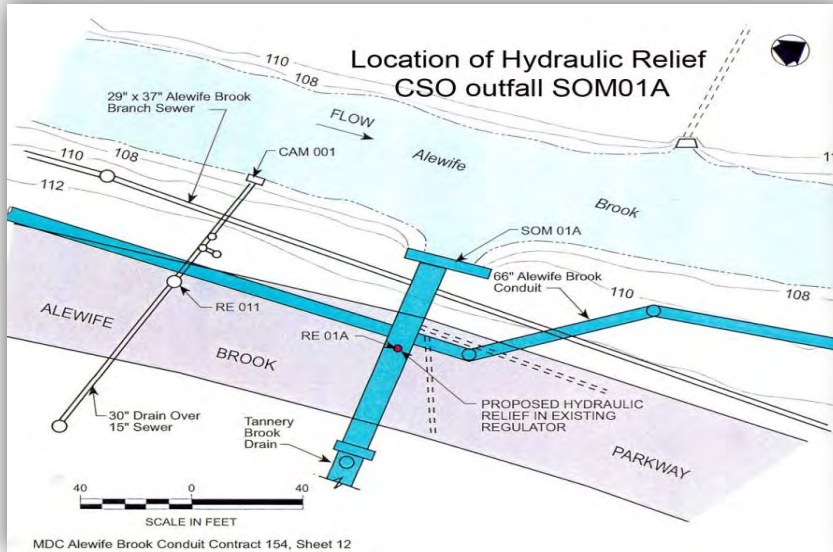 Location of Hydraulic Relief
CSO outfall SOM01A
110
108
29" x 37" Alewife Brook
Branch Sewer
FLOW
Alewife
Brook
CAM 001
110
108
112
SOM 01A
66" Alewife Brook
Conduit
110
108
RE 011
ALEWIFE
BROOK
PARKWAY
RE 01A
PROPOSED HYDRAULIC
RELIEF IN EXISTING
REGULATOR
30" Drain Over
15" Sewer
Tannery
Brook
Drain
40 0 40
SCALE IN FEET
MDC Alewife Brook Conduit Contract 154, Sheet 12